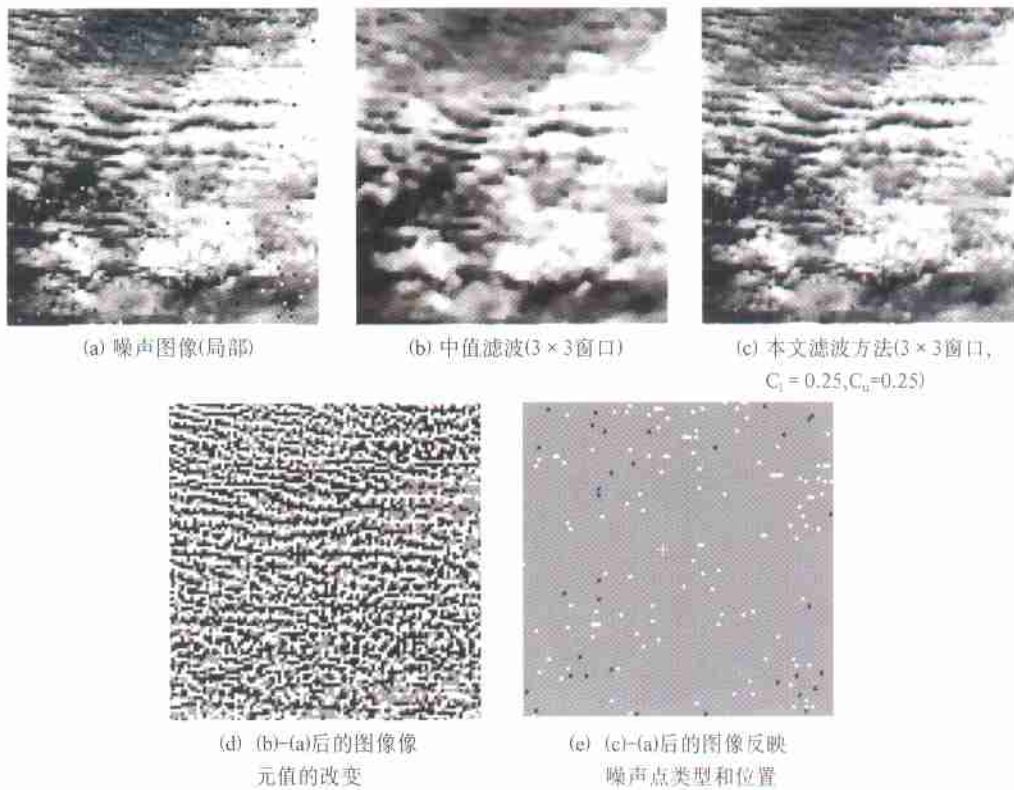 (a) 噪声图像(局部)
(b) 中值滤波(3×3窗口)
(c) 本文滤波方法(3×3窗口,
C₁ = 0.25,Cᵤ=0.25)
(d) (b)-(a)后的图像像
元值的改变
(e) (c)-(a)后的图像反映
噪声点类型和位置